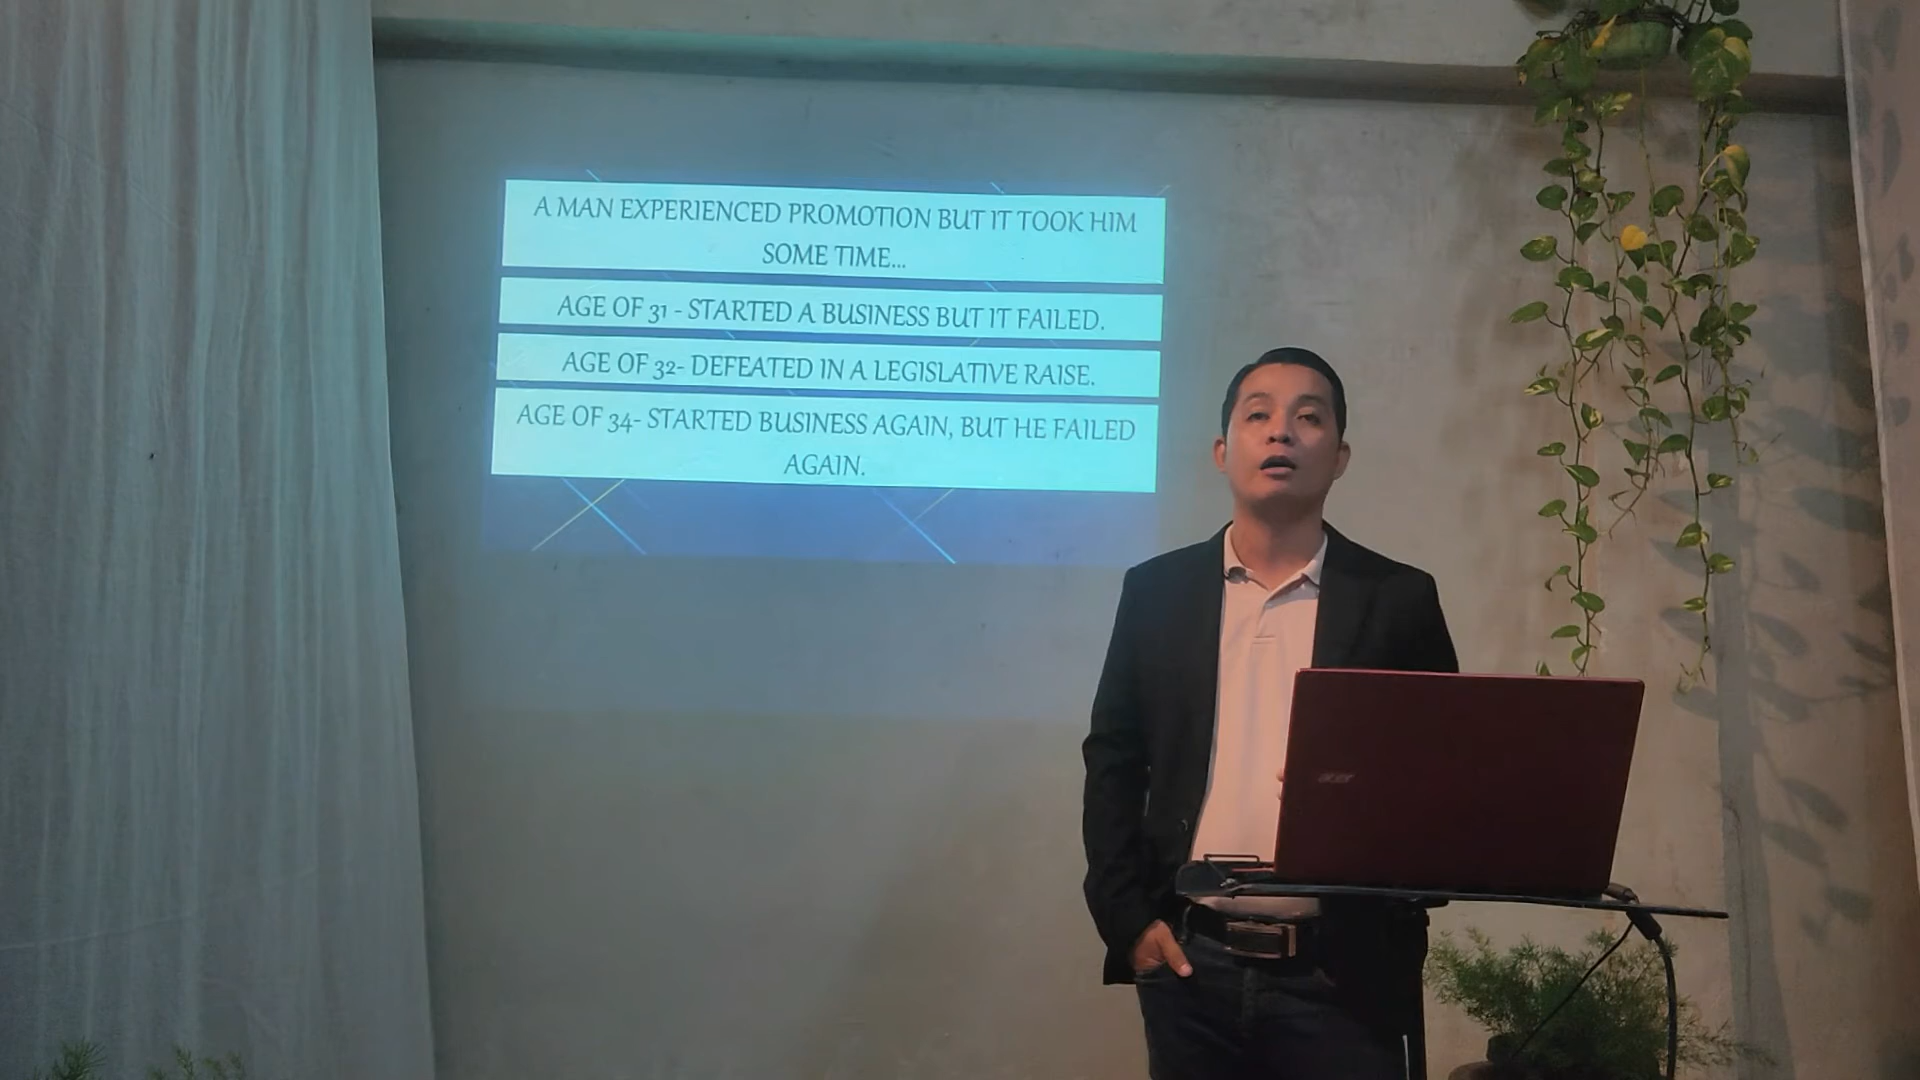 A MAN EXPERIENCED PROMOTION BUT IT TOOK HIM
SOME TIME...
AGE OF 31 - STARTED A BUSINESS BUT IT FAILED.
AGE OF 32- DEFEATED IN A LEGISLATIVE RAISE.
AGE OF 34- STARTED BUSINESS AGAIN, BUT HE FAILED
AGAIN.
acer